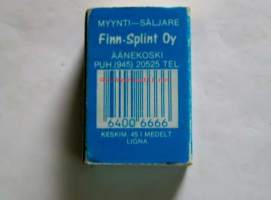 MYYNTI—SÄLJARE
Finn-Splint Oy
ÄÄNEKOSKI
PUH.(945) 20525 TEL
6400 6666
KESKIM. 45 I MEDELT.
LIGNA